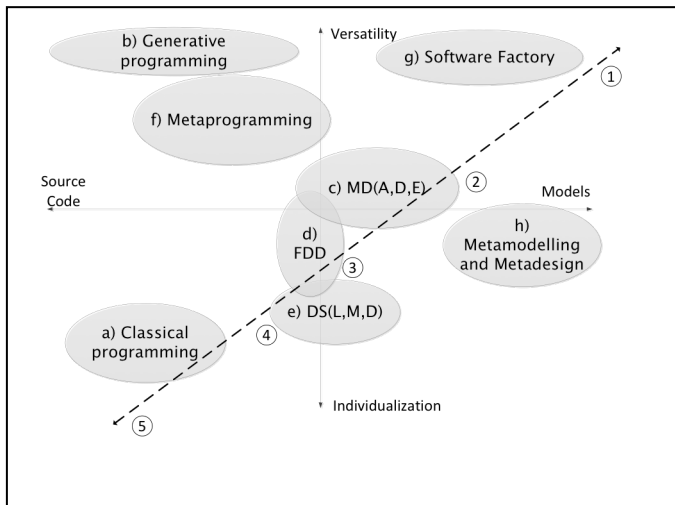 b) Generative
programming
Versatility
g) Software Factory
1
f) Metaprogramming
Source
Code
c) MD(A,D,E)
2
Models
d)
FDD
h)
Metamodelling
and Metadesign
3
e) DS(L,M,D)
4
a) Classical
programming
Individualization
5